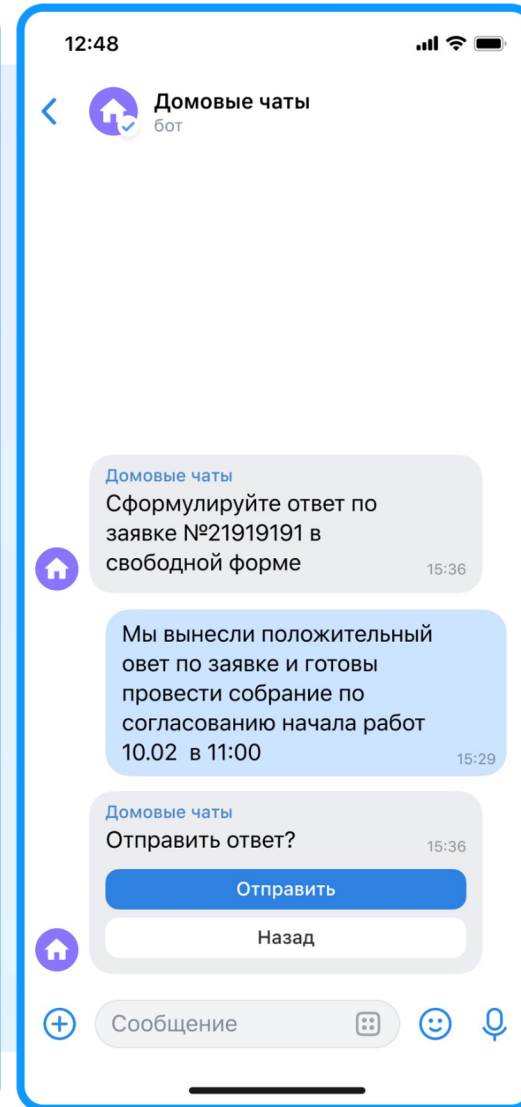 12:48
Домовые чаты
бот
Домовые чаты
Сформулируйте ответ по
заявке №21919191 в
свободной форме
15:36
Мы вынесли положительный
овет по заявке и готовы
провести собрание по
согласованию начала работ
10.02 в 11:00
15:29
Домовые чаты
Отправить ответ?
15:36
Отправить
Назад
Сообщение